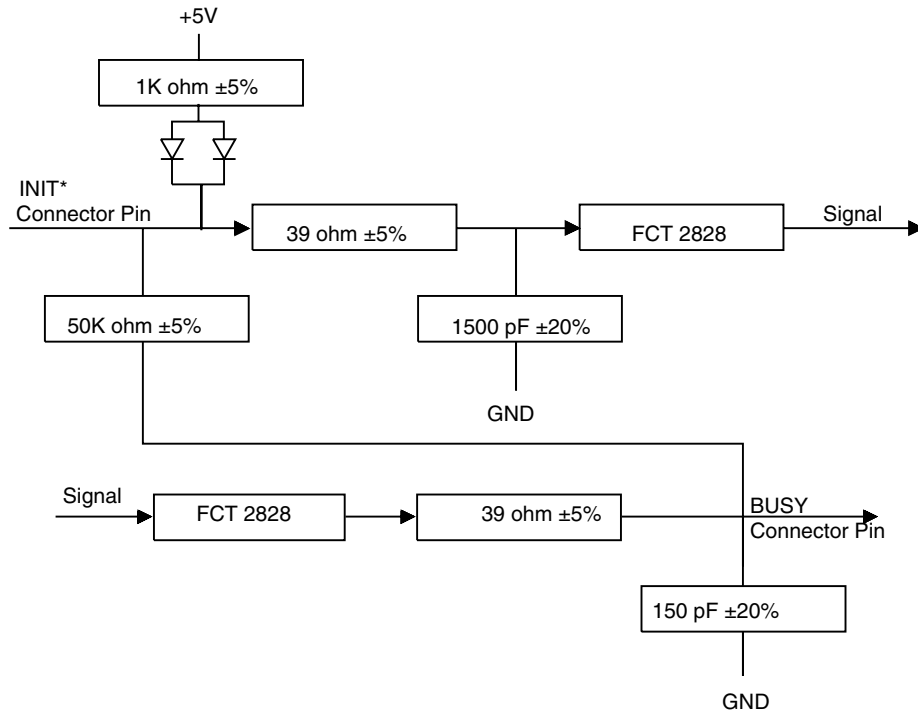 +5V
1K ohm ±5%
INIT*
Connector Pin
39 ohm ±5%
FCT 2828
Signal
50K ohm ±5%
1500 pF ±20%
GND
Signal
FCT 2828
39 ohm ±5%
BUSY
Connector Pin
150 pF ±20%
GND